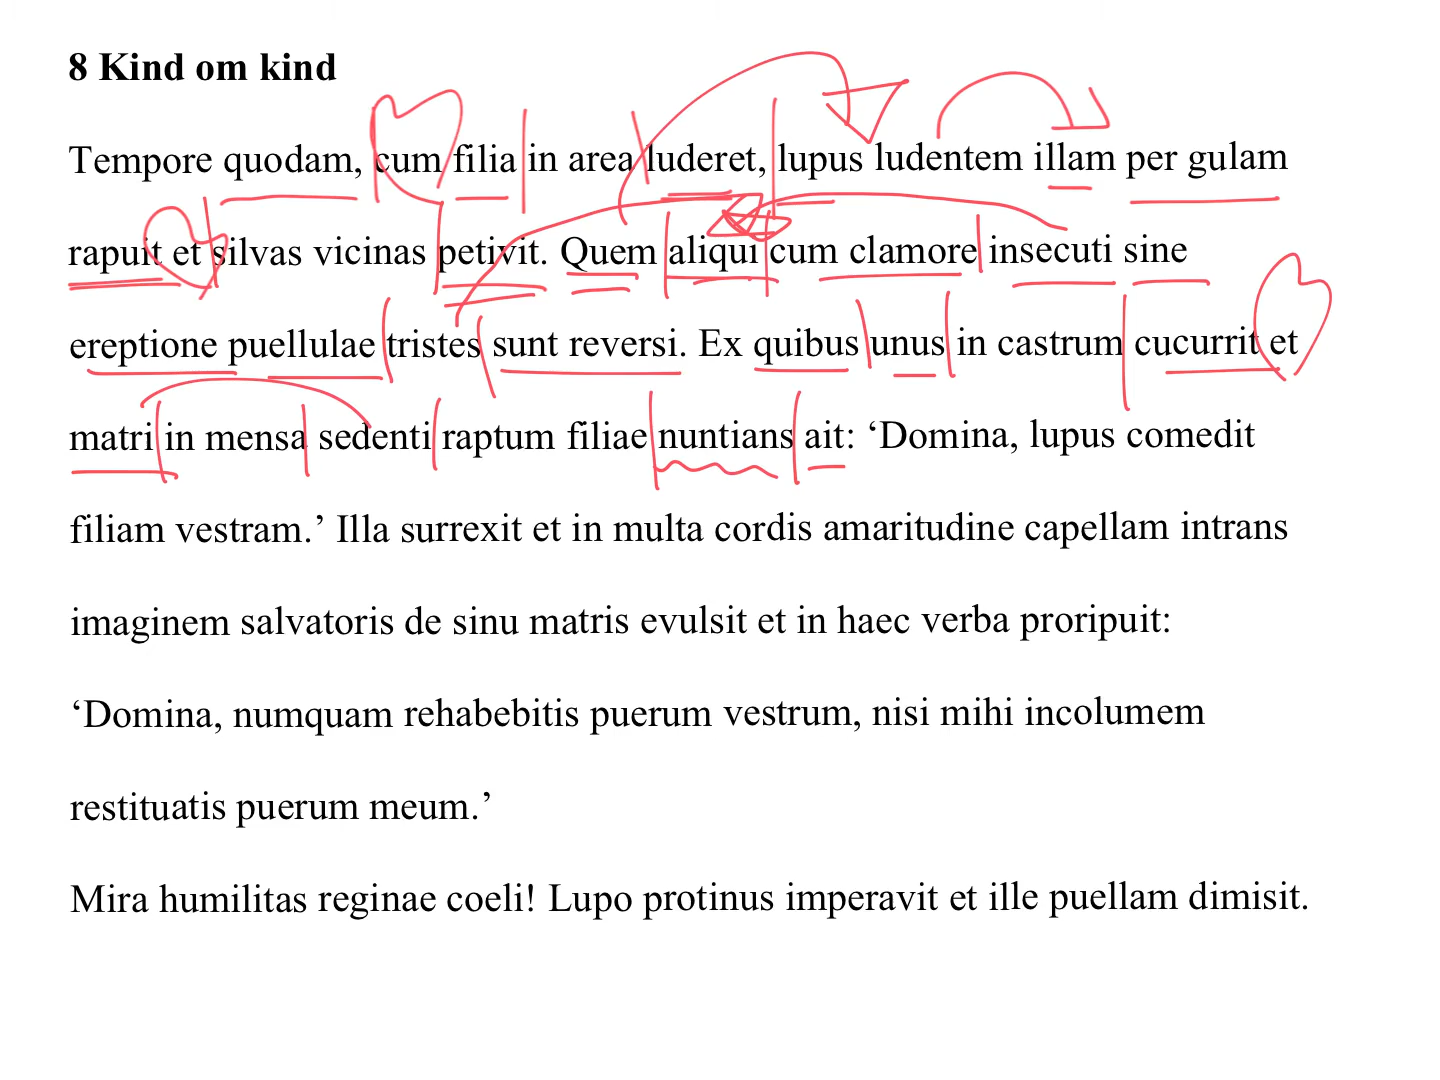 8 Kind om kind
Tempore quodam, cum filia in area luderet, lupus ludentem illam per gulam
rapuit et silvas vicinas petivit. Quem aliqui cum clamore insecuti sine
ereptione puellulae tristes sunt reversi. Ex quibus unus in castrum cucurrit et
matri in mensa sedenti raptum filiae nuntians ait: ‘Domina, lupus comedit
filiam vestram.’ Illa surrexit et in multa cordis amaritudine capellam intrans
imaginem salvatoris de sinu matris evulsit et in haec verba proripuit:
‘Domina, numquam rehabebitis puerum vestrum, nisi mihi incolumem
restituatis puerum meum.’
Mira humilitas reginae coeli! Lupo protinus imperavit et ille puellam dimisit.